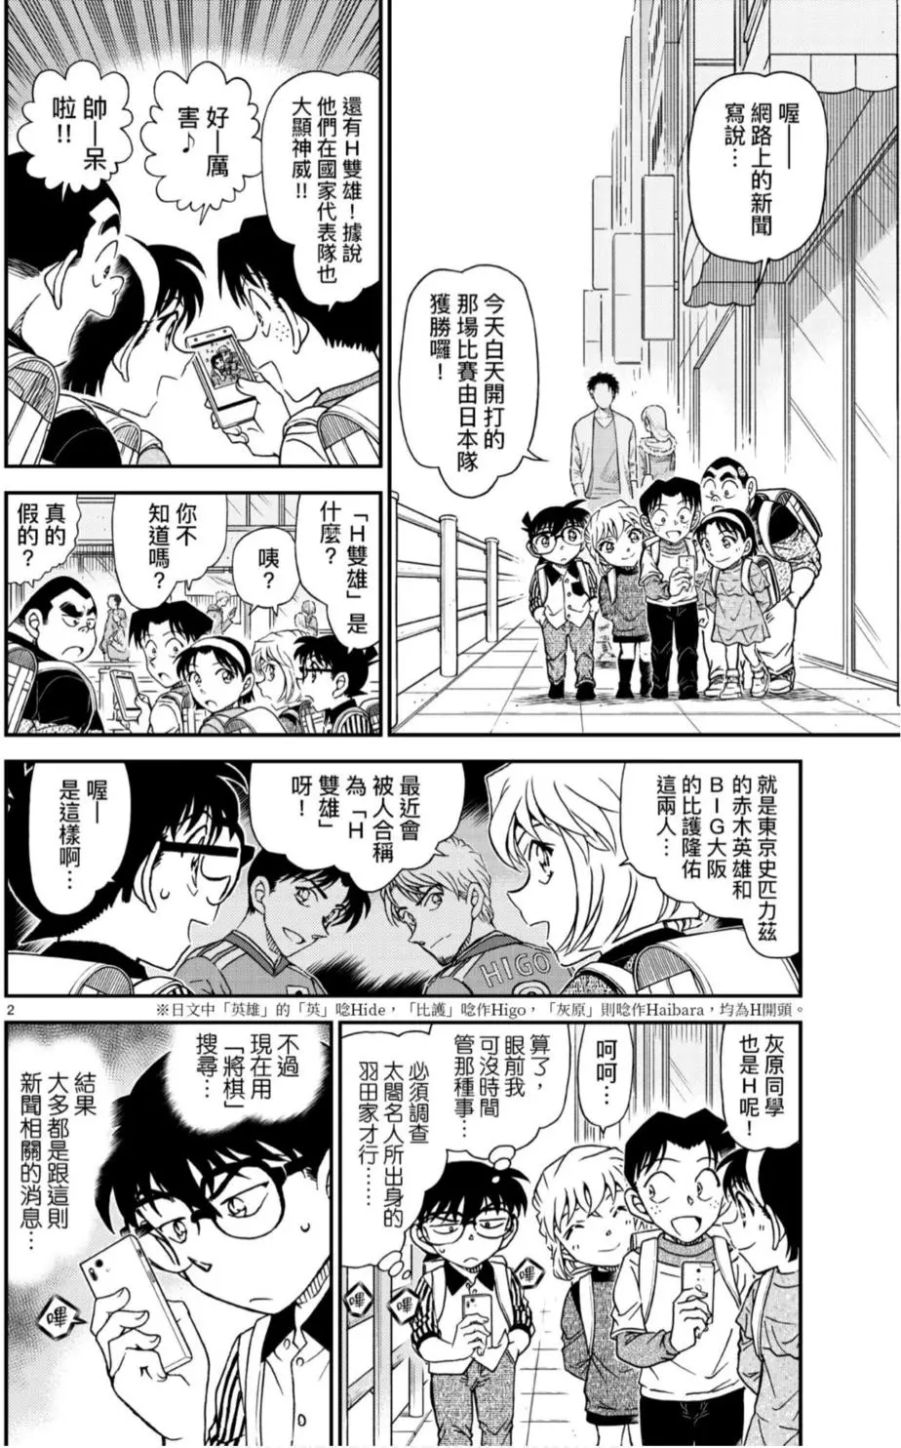 喔——
網路上的新聞
寫說…
今天白天開打的
那場比賽由日本隊
獲勝囉！
還有H雙雄！據說
他們在國家代表隊也
大顯神威!!
好—厲
害♪
帥—呆
啦!!
「H雙雄」是
什麼？
咦？
你不
知道嗎？
真的
假的？
就是東京史匹力茲
的赤木英雄和
BIG大阪
的比護隆佑
這兩人…
最近會
被人合稱
為「H
雙雄」
呀！
HIGO
喔—
是這樣啊…
※日文中「英雄」的「英」唸Hide，「比護」唸作Higo，「灰原」則唸作Haibara，均為H開頭。
2
灰原同學
也是H呢！
呵呵…
算了，
眼前我
可沒時間
管那種事…
必須調查
太閤名人所出身的
羽田家才行……
嗶
嗶
不過
現在用
「將棋」
搜尋…
結果
大多都是跟這則
新聞相關的消息…
嗶